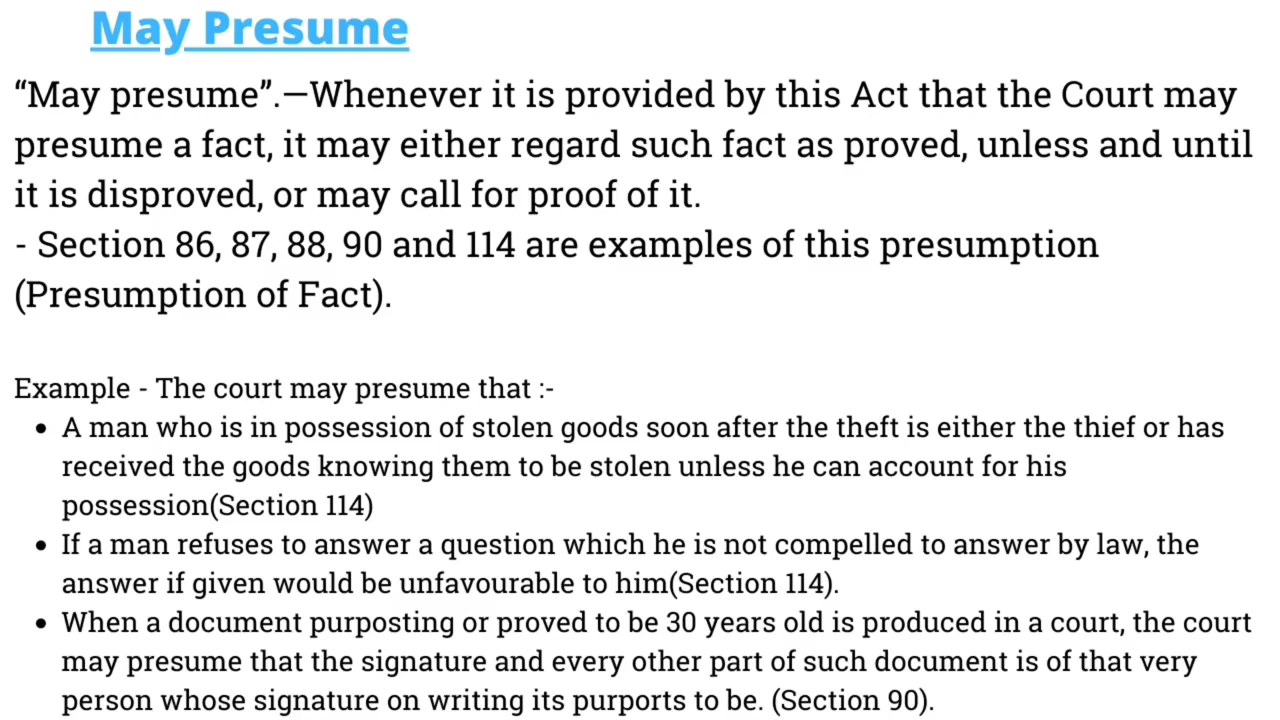 May Presume
“May presume”.—Whenever it is provided by this Act that the Court may
presume a fact, it may either regard such fact as proved, unless and until
it is disproved, or may call for proof of it.
- Section 86, 87, 88, 90 and 114 are examples of this presumption
(Presumption of Fact).
Example - The court may presume that :-
• A man who is in possession of stolen goods soon after the theft is either the thief or has
received the goods knowing them to be stolen unless he can account for his
possession(Section 114)
• If a man refuses to answer a question which he is not compelled to answer by law, the
answer if given would be unfavourable to him(Section 114).
• When a document purposting or proved to be 30 years old is produced in a court, the court
may presume that the signature and every other part of such document is of that very
person whose signature on writing its purports to be. (Section 90).